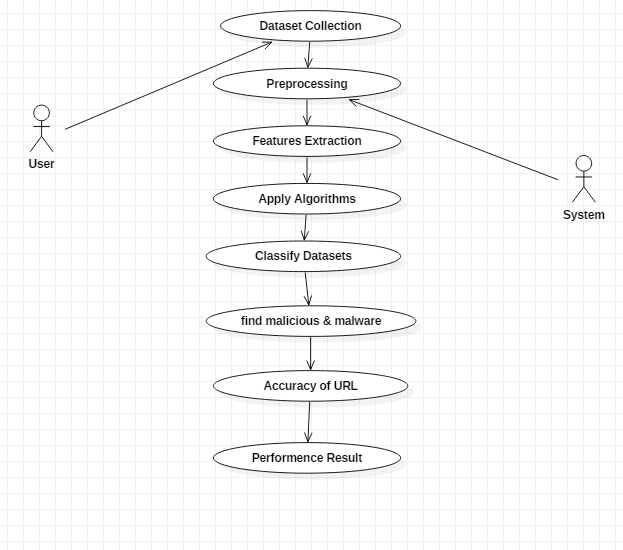 Dataset Collection
Preprocessing
Features Extraction
User
Apply Algorithms
System
Classify Datasets
find malicious & malware
Accuracy of URL
Performence Result